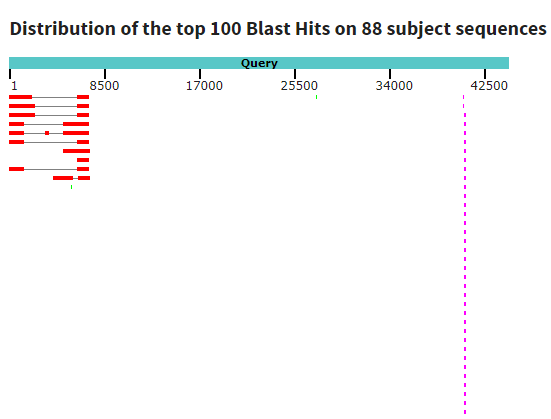 Distribution of the top 100 Blast Hits on 88 subject sequences
Query
1 8500 17000 25500 34000 42500